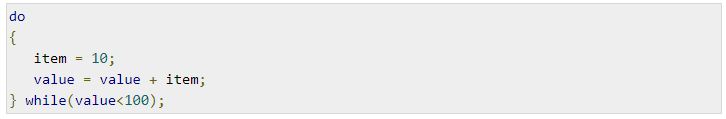 do
{
   item = 10;
   value = value + item;
} while(value<100);